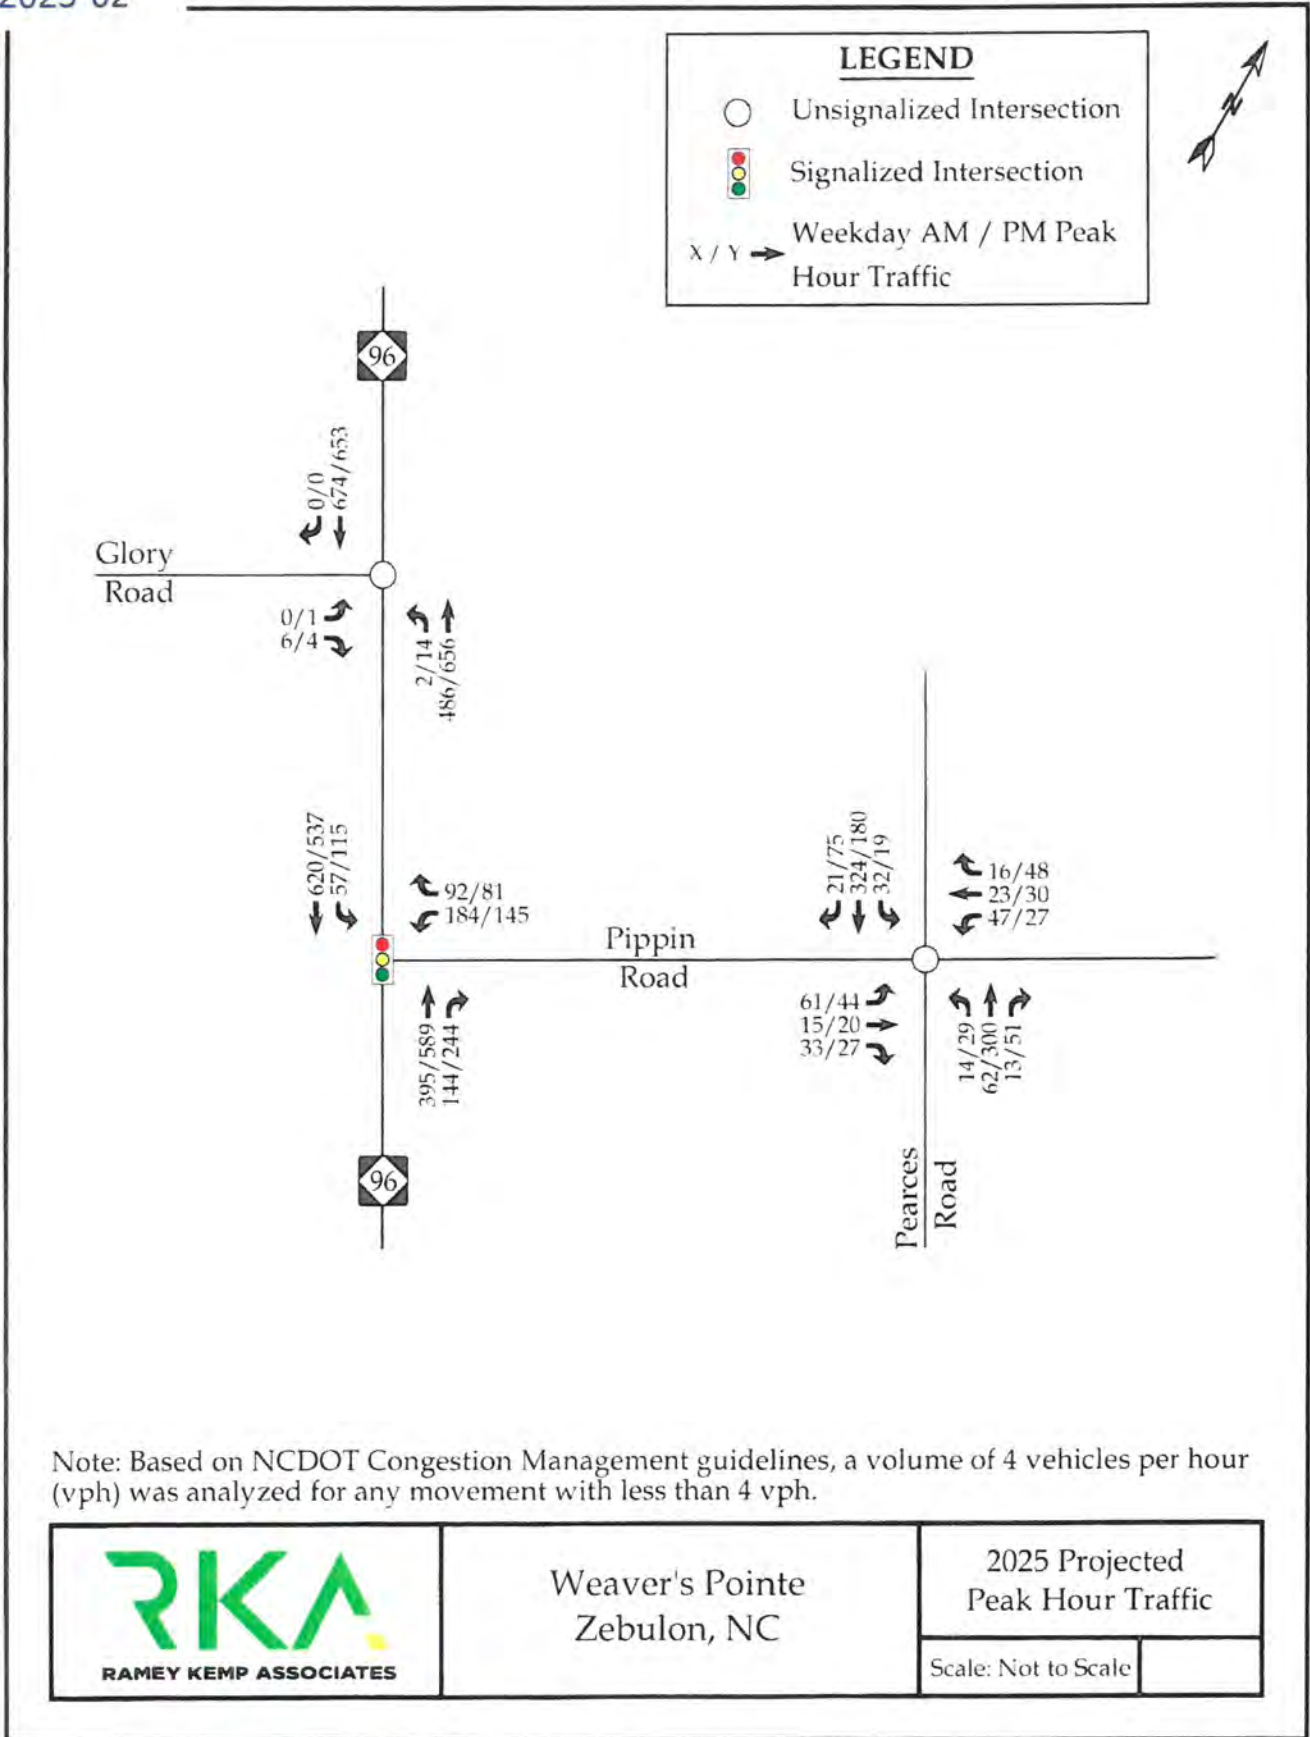 LEGEND
Unsignalized Intersection
Signalized Intersection
X / Y
Weekday AM / PM Peak
Hour Traffic
N
96
0/0
674/653
Glory
Road
0/1
6/4
2/14
486/656
620/537
57/115
92/81
184/145
395/589
144/244
Pippin
Road
21/75
324/180
32/19
16/48
23/30
47/27
61/44
15/20
33/27
14/29
62/300
13/51
Pearces
Road
96
Note: Based on NCDOT Congestion Management guidelines, a volume of 4 vehicles per hour
(vph) was analyzed for any movement with less than 4 vph.
RKA
RAMEY KEMP ASSOCIATES
Weaver's Pointe
Zebulon, NC
2025 Projected
Peak Hour Traffic
Scale: Not to Scale